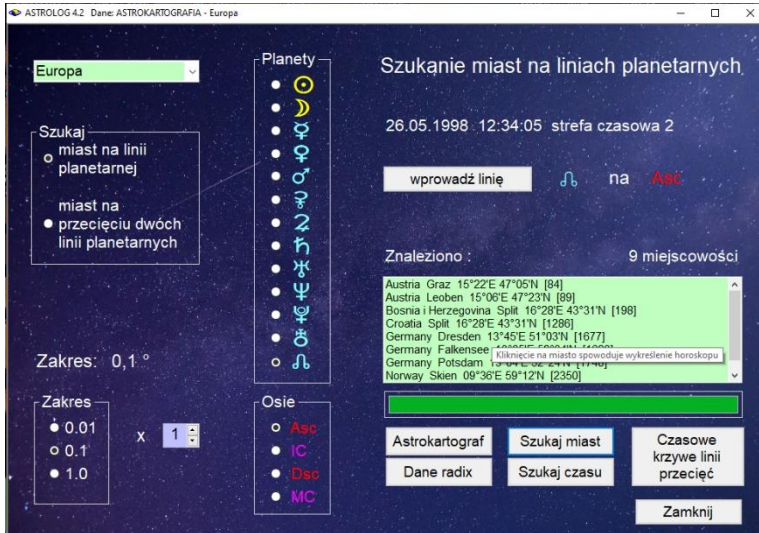 ASTROLOG 4.2 Dane: ASTROKARTOGRAFIA - Europa
Europa
Szukaj
miast na linii
planetarnej
miast na
przecięciu dwóch
linii planetarnych
Zakres: 0,1 °
Zakres
0.01
0.1
1.0
x 1
Planety
Osie
Asc
IC
Dsc
MC
Szukanie miast na liniach planetarnych
26.05.1998 12:34:05 strefa czasowa 2
wprowadź linię
na Asc
Znaleziono : 9 miejscowości
Austria Graz 15°22'E 47°05'N [84]
Austria Leoben 15°06'E 47°23'N [89]
Bosnia i Herzegovina Split 16°28'E 43°31'N [198]
Croatia Split 16°28'E 43°31'N [1286]
Germany Dresden 13°45'E 51°03'N [1677]
Germany Falkensee
Kliknięcie na miasto spowoduje wykreślenie horoskopu
Germany Potsdam
Norway Skien 09°36'E 59°12'N [2350]
Astrokartograf
Szukaj miast
Czasowe
krzywe linii
przecięć
Dane radix
Szukaj czasu
Zamknij